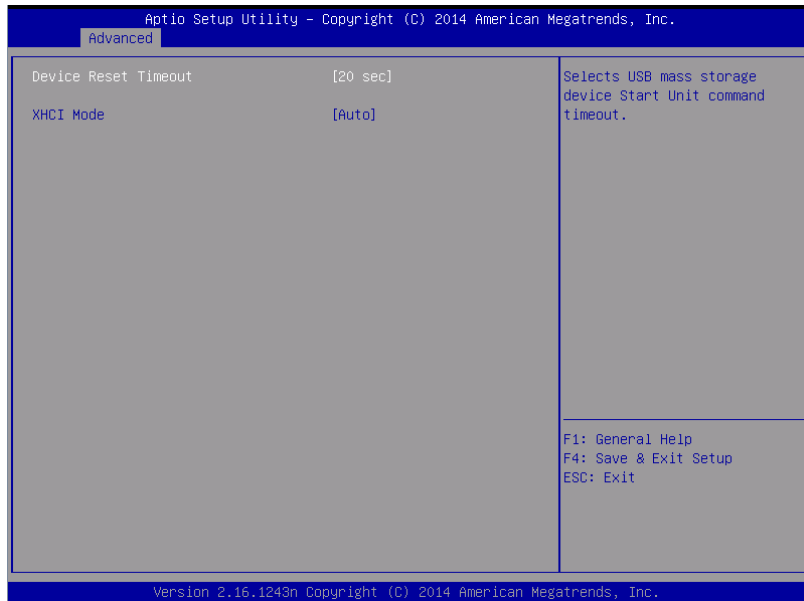 Aptio Setup Utility – Copyright (C) 2014 American Megatrends, Inc.
Advanced
Device Reset Timeout [20 sec]
XHCI Mode [Auto]
Selects USB mass storage
device Start Unit command
timeout.
F1: General Help
F4: Save & Exit Setup
ESC: Exit
Version 2.16.1243n Copyright (C) 2014 American Megatrends, Inc.